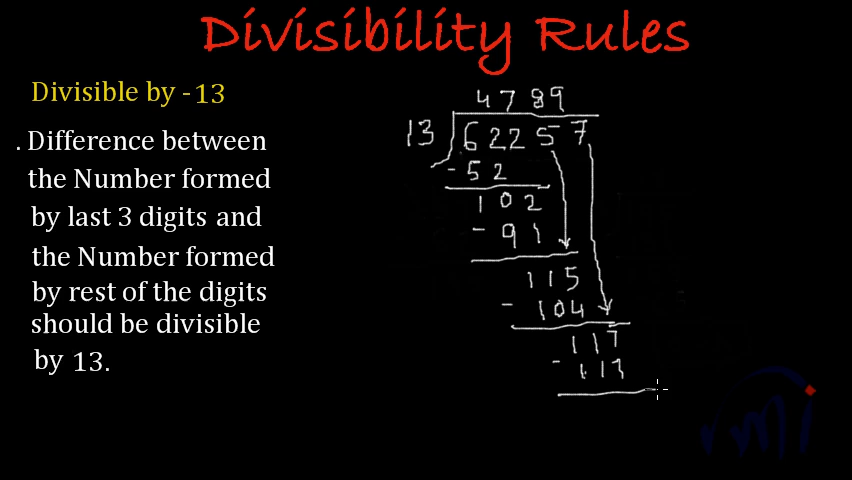 Divisibility Rules
Divisible by -13
. Difference between
the Number formed
by last 3 digits and
the Number formed
by rest of the digits
should be divisible
by 13.
4789
13 62257
- 52
102
- 91
115
- 104
117
- 117
rmi